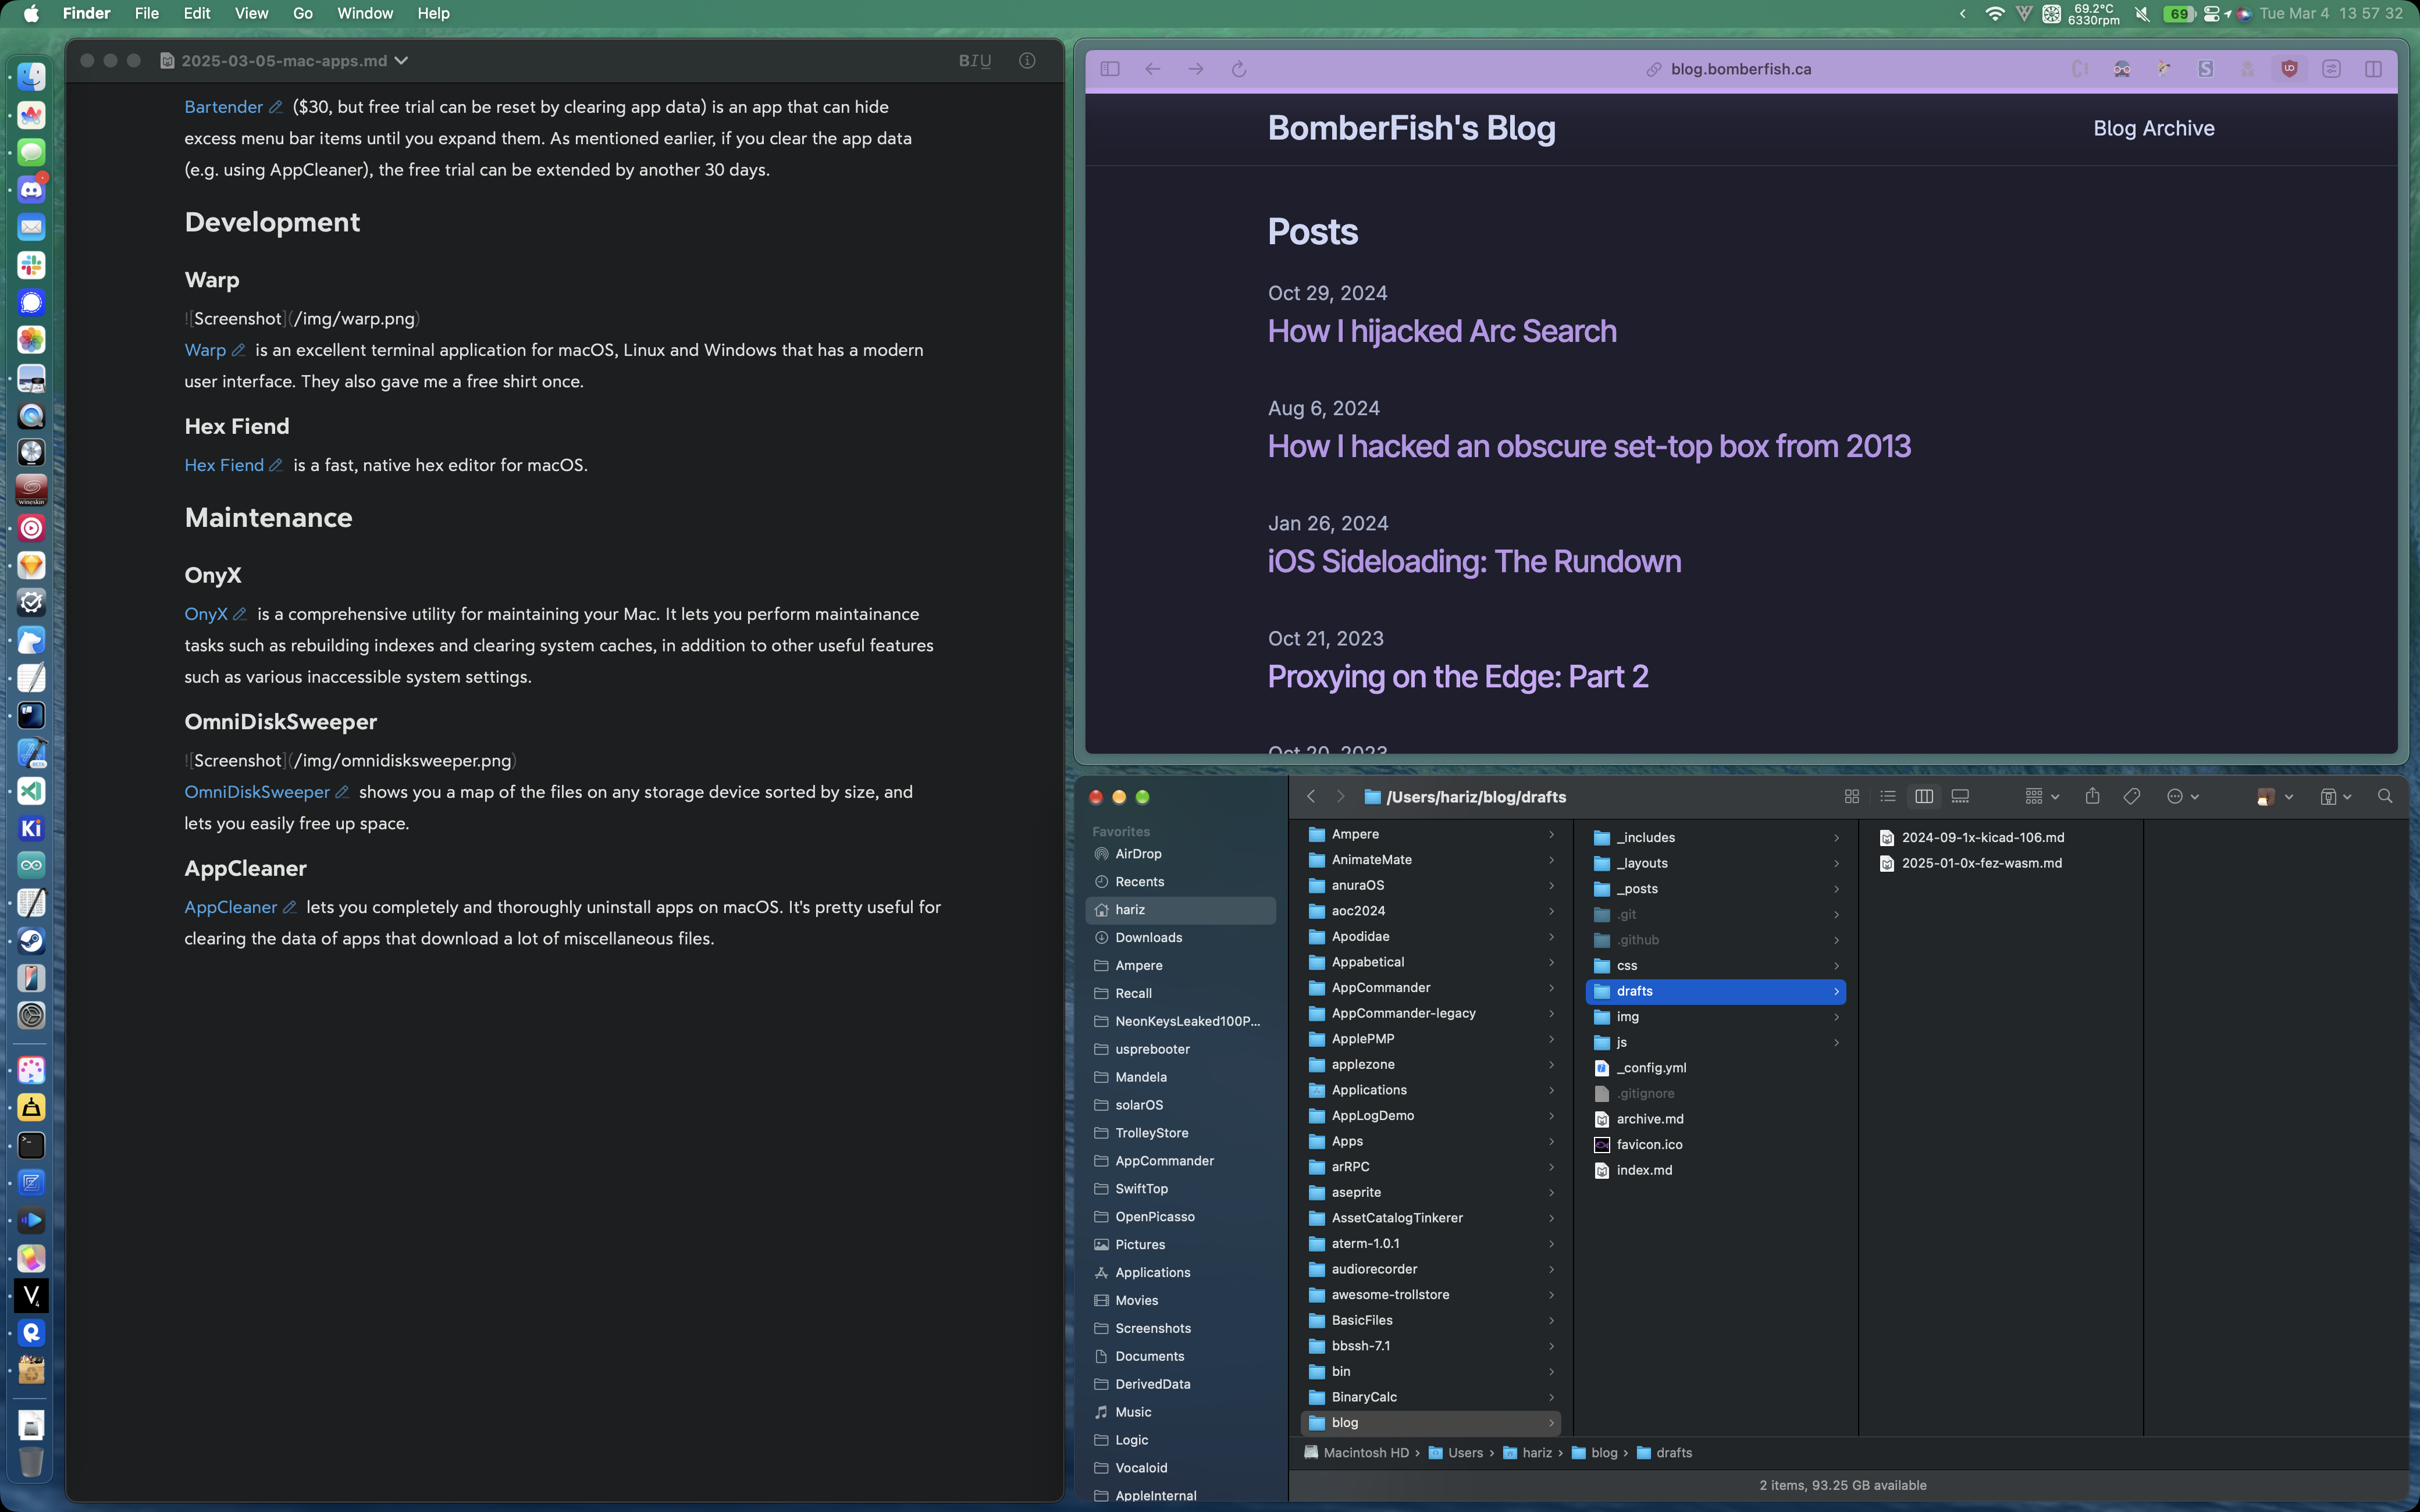 Finder File Edit View Go Window Help
69.2°C
6330rpm
69
Tue Mar 4 13 57 32
2025-03-05-mac-apps.md
BIU
Bartender ($30, but free trial can be reset by clearing app data) is an app that can hide
excess menu bar items until you expand them. As mentioned earlier, if you clear the app data
(e.g. using AppCleaner), the free trial can be extended by another 30 days.
Development
Warp
![Screenshot](/img/warp.png)
Warp is an excellent terminal application for macOS, Linux and Windows that has a modern
user interface. They also gave me a free shirt once.
Hex Fiend
Hex Fiend is a fast, native hex editor for macOS.
Maintenance
OnyX
OnyX is a comprehensive utility for maintaining your Mac. It lets you perform maintainance
tasks such as rebuilding indexes and clearing system caches, in addition to other useful features
such as various inaccessible system settings.
OmniDiskSweeper
![Screenshot](/img/omnidisksweeper.png)
OmniDiskSweeper shows you a map of the files on any storage device sorted by size, and
lets you easily free up space.
AppCleaner
AppCleaner lets you completely and thoroughly uninstall apps on macOS. It's pretty useful for
clearing the data of apps that download a lot of miscellaneous files.
blog.bomberfish.ca
BomberFish's Blog
Blog Archive
Posts
Oct 29, 2024
How I hijacked Arc Search
Aug 6, 2024
How I hacked an obscure set-top box from 2013
Jan 26, 2024
iOS Sideloading: The Rundown
Oct 21, 2023
Proxying on the Edge: Part 2
Oct 20, 2023
/Users/hariz/blog/drafts
Favorites
AirDrop
Recents
hariz
Downloads
Ampere
Recall
NeonKeysLeaked100P...
usprebooter
Mandela
solarOS
TrolleyStore
AppCommander
SwiftTop
OpenPicasso
Pictures
Applications
Movies
Screenshots
Documents
DerivedData
Music
Logic
Vocaloid
AppleInternal
Ampere
AnimateMate
anuraOS
aoc2024
Apodidae
Appabetical
AppCommander
AppCommander-legacy
ApplePMP
applezone
Applications
AppLogDemo
Apps
arRPC
aseprite
AssetCatalogTinkerer
aterm-1.0.1
audiorecorder
awesome-trollstore
BasicFiles
bbssh-7.1
bin
BinaryCalc
blog
_includes
_layouts
_posts
.git
.github
css
drafts
img
js
_config.yml
.gitignore
archive.md
favicon.ico
index.md
2024-09-1x-kicad-106.md
2025-01-0x-fez-wasm.md
Macintosh HD › Users › hariz › blog › drafts
2 items, 93.25 GB available
Ki